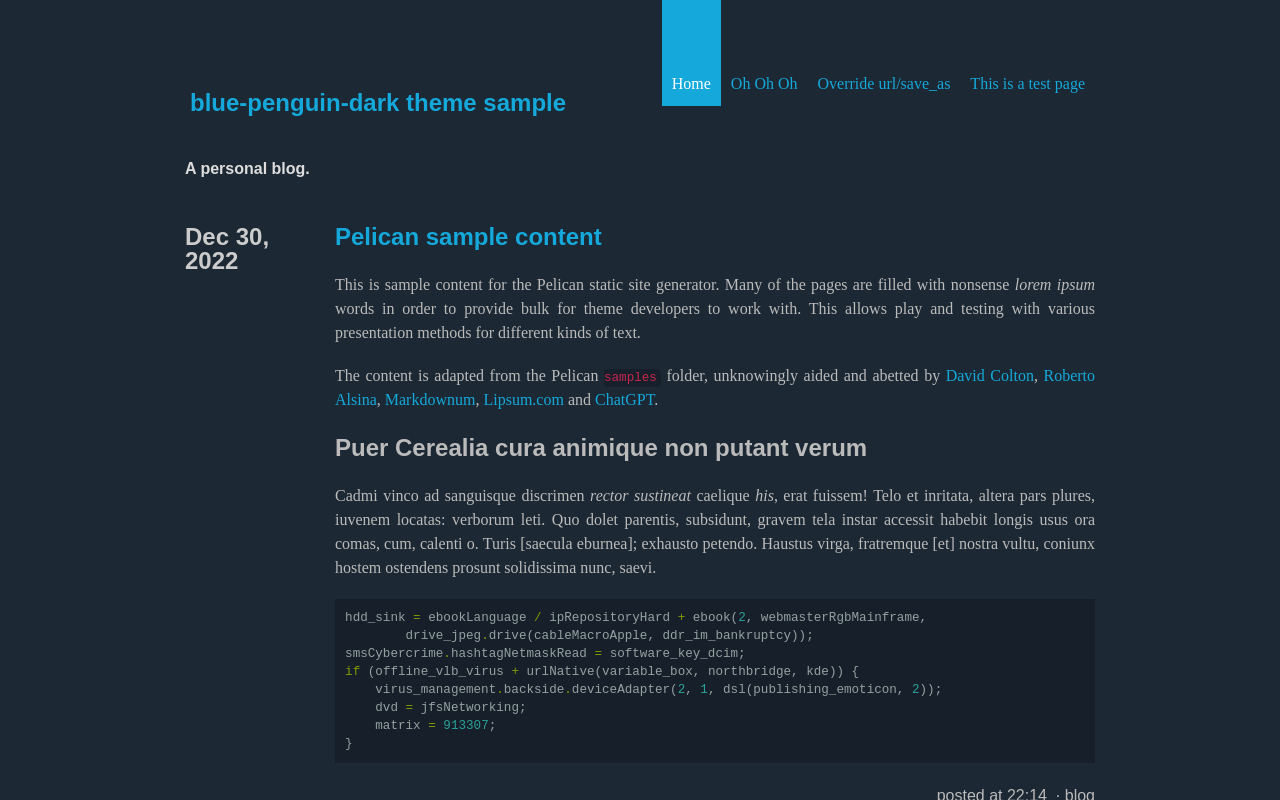 Home Oh Oh Oh Override url/save_as This is a test page
blue-penguin-dark theme sample
A personal blog.
Dec 30,
2022
Pelican sample content
This is sample content for the Pelican static site generator. Many of the pages are filled with nonsense lorem ipsum
words in order to provide bulk for theme developers to work with. This allows play and testing with various
presentation methods for different kinds of text.
The content is adapted from the Pelican samples folder, unknowingly aided and abetted by David Colton, Roberto
Alsina, Markdownum, Lipsum.com and ChatGPT.
Puer Cerealia cura animique non putant verum
Cadmi vinco ad sanguisque discrimen rector sustineat caelique his, erat fuissem! Telo et inritata, altera pars plures,
iuvenem locatas: verborum leti. Quo dolet parentis, subsidunt, gravem tela instar accessit habebit longis usus ora
comas, cum, calenti o. Turis [saecula eburnea]; exhausto petendo. Haustus virga, fratremque [et] nostra vultu, coniunx
hostem ostendens prosunt solidissima nunc, saevi.
hdd_sink = ebookLanguage / ipRepositoryHard + ebook(2, webmasterRgbMainframe,
        drive_jpeg.drive(cableMacroApple, ddr_im_bankruptcy));
smsCybercrime.hashtagNetmaskRead = software_key_dcim;
if (offline_vlb_virus + urlNative(variable_box, northbridge, kde)) {
    virus_management.backside.deviceAdapter(2, 1, dsl(publishing_emoticon, 2));
    dvd = jfsNetworking;
    matrix = 913307;
}
posted at 22:14 · blog